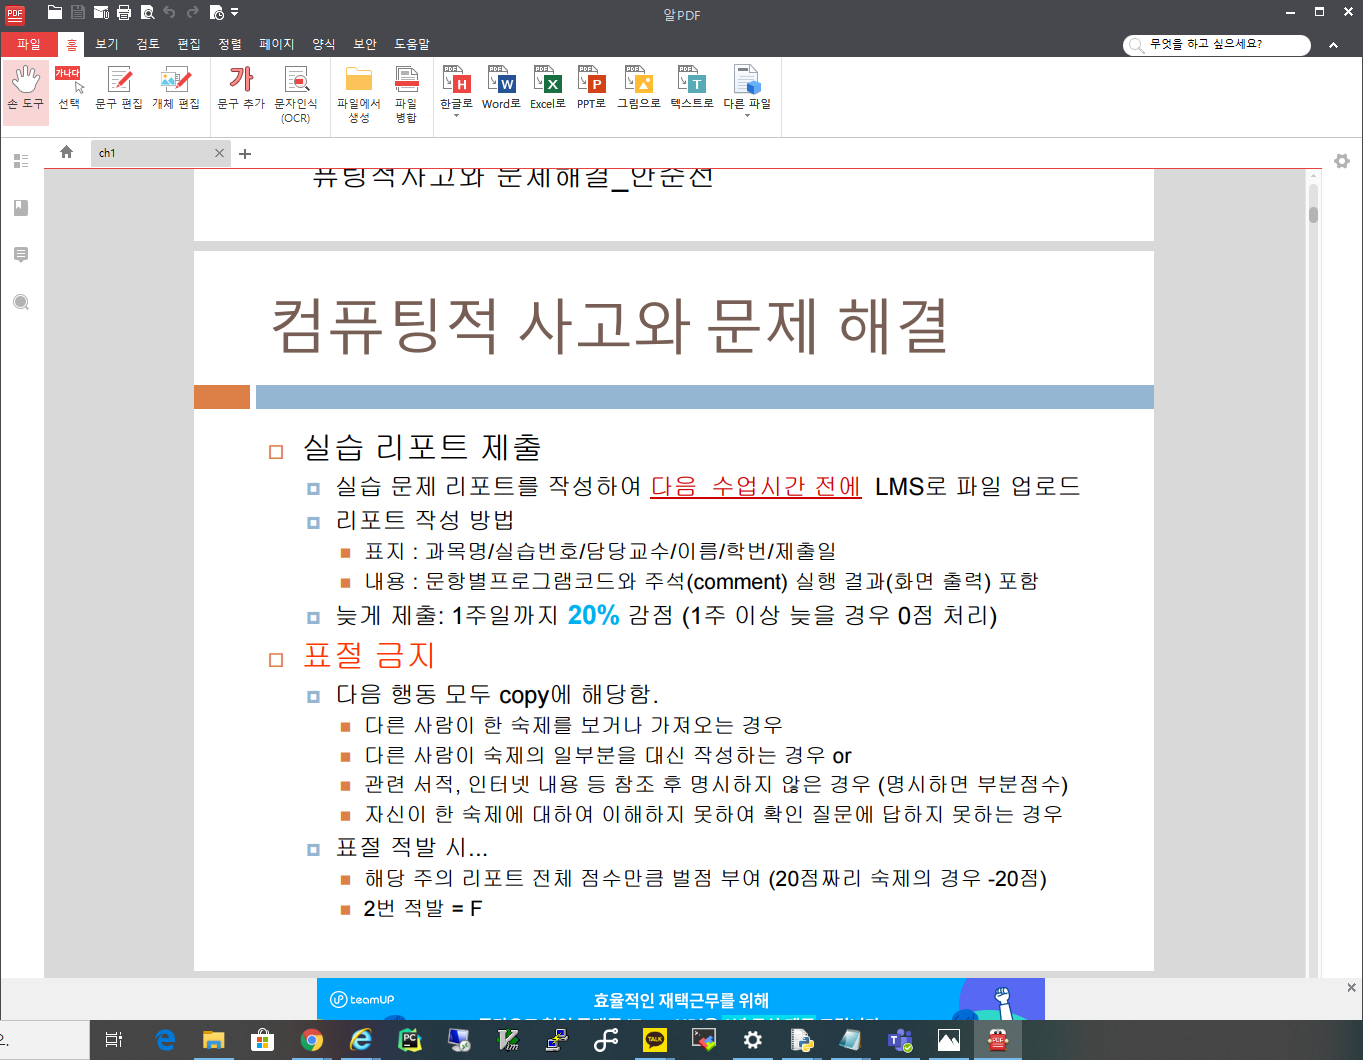 알PDF
파일 홈 보기 검토 편집 정렬 페이지 양식 보안 도움말
무엇을 하고 싶으세요?
가나다
손 도구 선택 문구 편집 개체 편집 문구 추가 문자인식 (OCR) 파일에서 생성 파일 병합 한글로 Word로 Excel로 PPT로 그림으로 텍스트로 다른 파일
ch1
퓨팅적사고와 문제해결_안순선
컴퓨팅적 사고와 문제 해결
실습 리포트 제출
실습 문제 리포트를 작성하여 다음 수업시간 전에 LMS로 파일 업로드
리포트 작성 방법
표지 : 과목명/실습번호/담당교수/이름/학번/제출일
내용 : 문항별프로그램코드와 주석(comment) 실행 결과(화면 출력) 포함
늦게 제출: 1주일까지 20% 감점 (1주 이상 늦을 경우 0점 처리)
표절 금지
다음 행동 모두 copy에 해당함.
다른 사람이 한 숙제를 보거나 가져오는 경우
다른 사람이 숙제의 일부분을 대신 작성하는 경우 or
관련 서적, 인터넷 내용 등 참조 후 명시하지 않은 경우 (명시하면 부분점수)
자신이 한 숙제에 대하여 이해하지 못하여 확인 질문에 답하지 못하는 경우
표절 적발 시...
해당 주의 리포트 전체 점수만큼 벌점 부여 (20점짜리 숙제의 경우 -20점)
2번 적발 = F
teamUP
효율적인 재택근무를 위해